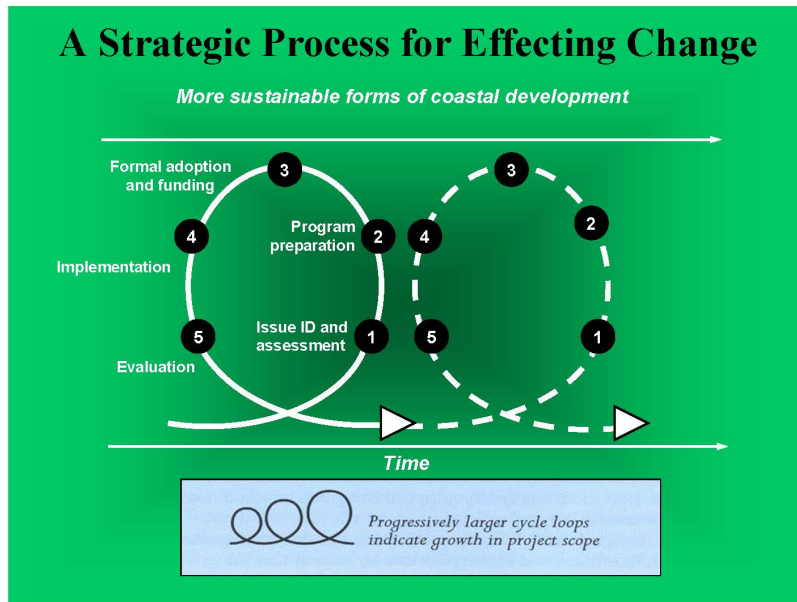 A Strategic Process for Effecting Change
More sustainable forms of coastal development
Formal adoption
and funding
3
3
4
Program
preparation
2
4
2
Implementation
5
Issue ID and
assessment
1
5
1
Evaluation
Time
Progressively larger cycle loops
indicate growth in project scope